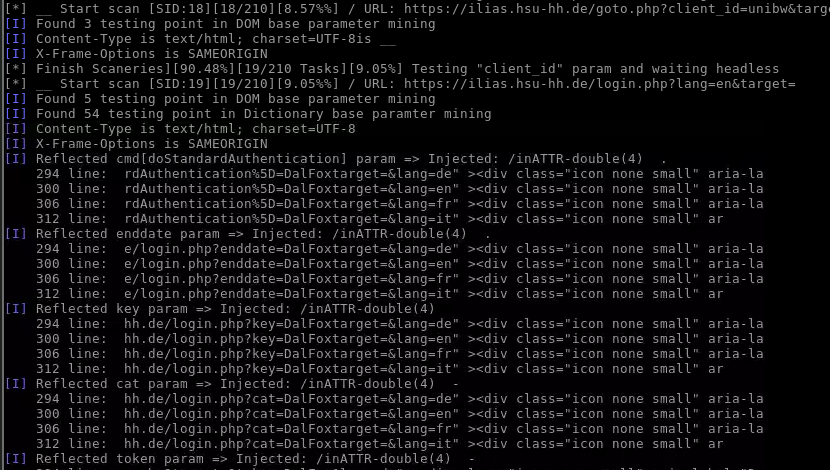 [*] __ Start scan [SID:18][18/210][8.57%%] / URL: https://ilias.hsu-hh.de/goto.php?client_id=unibw&targe
[I] Found 3 testing point in DOM base parameter mining
[I] Content-Type is text/html; charset=UTF-8is __
[I] X-Frame-Options is SAMEORIGIN
[*] Finish Scaneries][90.48%][19/210 Tasks][9.05%] Testing "client_id" param and waiting headless
[*] __ Start scan [SID:19][19/210][9.05%%] / URL: https://ilias.hsu-hh.de/login.php?lang=en&target=
[I] Found 5 testing point in DOM base parameter mining
[I] Found 54 testing point in Dictionary base paramter mining
[I] Content-Type is text/html; charset=UTF-8
[I] X-Frame-Options is SAMEORIGIN
[I] Reflected cmd[doStandardAuthentication] param => Injected: /inATTR-double(4)  .
294 line:  rdAuthentication%5D=DalFoxtarget=&lang=de" ><div class="icon none small" aria-la
300 line:  rdAuthentication%5D=DalFoxtarget=&lang=en" ><div class="icon none small" aria-la
306 line:  rdAuthentication%5D=DalFoxtarget=&lang=fr" ><div class="icon none small" aria-la
312 line:  rdAuthentication%5D=DalFoxtarget=&lang=it" ><div class="icon none small" ar
[I] Reflected enddate param => Injected: /inATTR-double(4)  .
294 line:  e/login.php?enddate=DalFoxtarget=&lang=de" ><div class="icon none small" aria-la
300 line:  e/login.php?enddate=DalFoxtarget=&lang=en" ><div class="icon none small" aria-la
306 line:  e/login.php?enddate=DalFoxtarget=&lang=fr" ><div class="icon none small" aria-la
312 line:  e/login.php?enddate=DalFoxtarget=&lang=it" ><div class="icon none small" ar
[I] Reflected key param => Injected: /inATTR-double(4)
294 line:  hh.de/login.php?key=DalFoxtarget=&lang=de" ><div class="icon none small" aria-la
300 line:  hh.de/login.php?key=DalFoxtarget=&lang=en" ><div class="icon none small" aria-la
306 line:  hh.de/login.php?key=DalFoxtarget=&lang=fr" ><div class="icon none small" aria-la
312 line:  hh.de/login.php?key=DalFoxtarget=&lang=it" ><div class="icon none small" ar
[I] Reflected cat param => Injected: /inATTR-double(4)  -
294 line:  hh.de/login.php?cat=DalFoxtarget=&lang=de" ><div class="icon none small" aria-la
300 line:  hh.de/login.php?cat=DalFoxtarget=&lang=en" ><div class="icon none small" aria-la
306 line:  hh.de/login.php?cat=DalFoxtarget=&lang=fr" ><div class="icon none small" aria-la
312 line:  hh.de/login.php?cat=DalFoxtarget=&lang=it" ><div class="icon none small" ar
[I] Reflected token param => Injected: /inATTR-double(4)  -